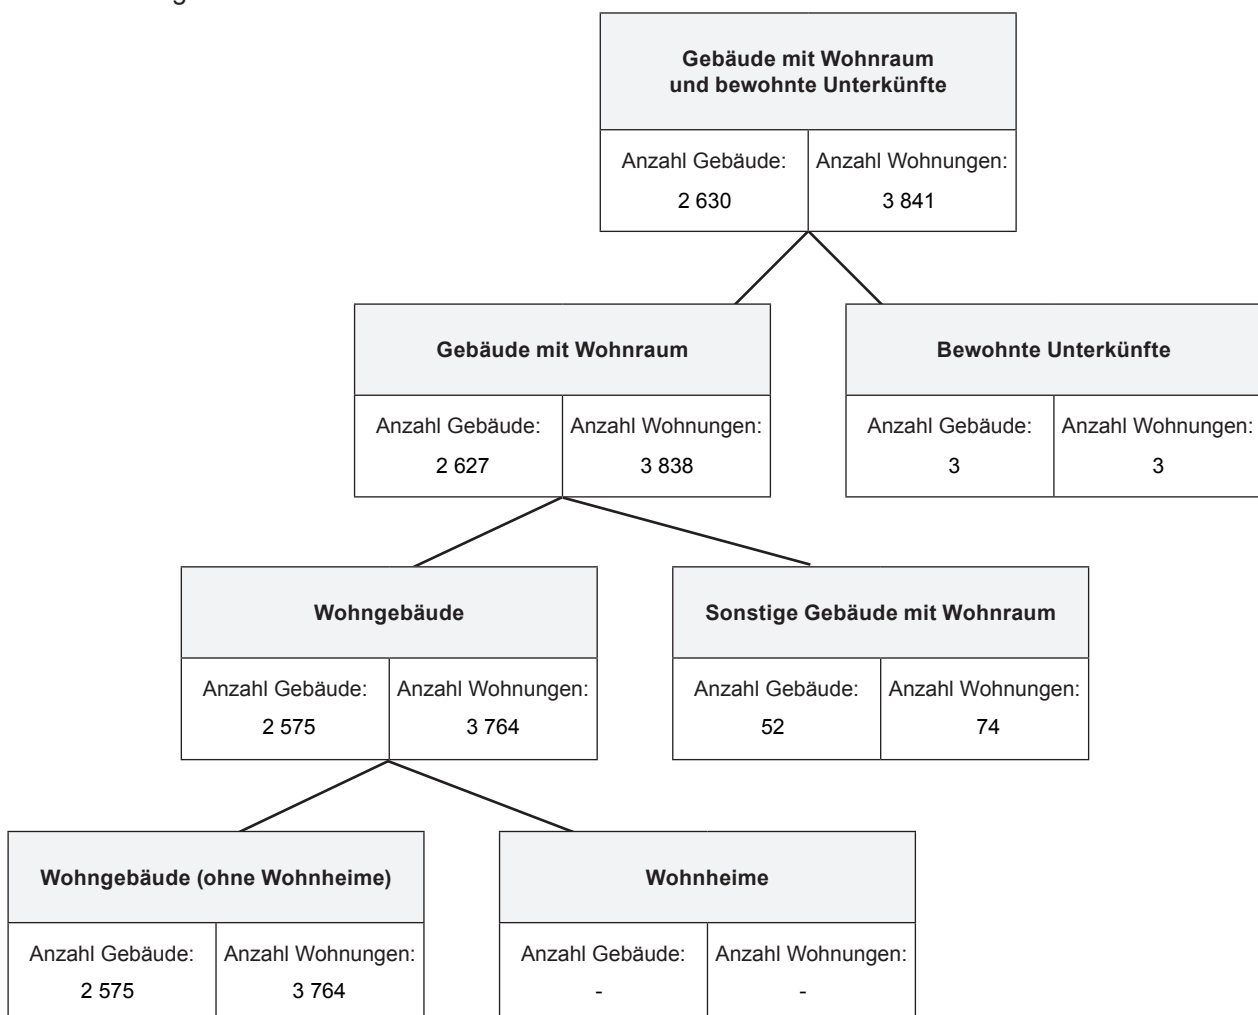 Gebäude mit Wohnraum
und bewohnte Unterkünfte
Anzahl Gebäude: Anzahl Wohnungen:
2 630 3 841
Gebäude mit Wohnraum Bewohnte Unterkünfte
Anzahl Gebäude: Anzahl Wohnungen: Anzahl Gebäude: Anzahl Wohnungen:
2 627 3 838 3 3
Wohngebäude Sonstige Gebäude mit Wohnraum
Anzahl Gebäude: Anzahl Wohnungen: Anzahl Gebäude: Anzahl Wohnungen:
2 575 3 764 52 74
Wohngebäude (ohne Wohnheime) Wohnheime
Anzahl Gebäude: Anzahl Wohnungen: Anzahl Gebäude: Anzahl Wohnungen:
2 575 3 764 - -